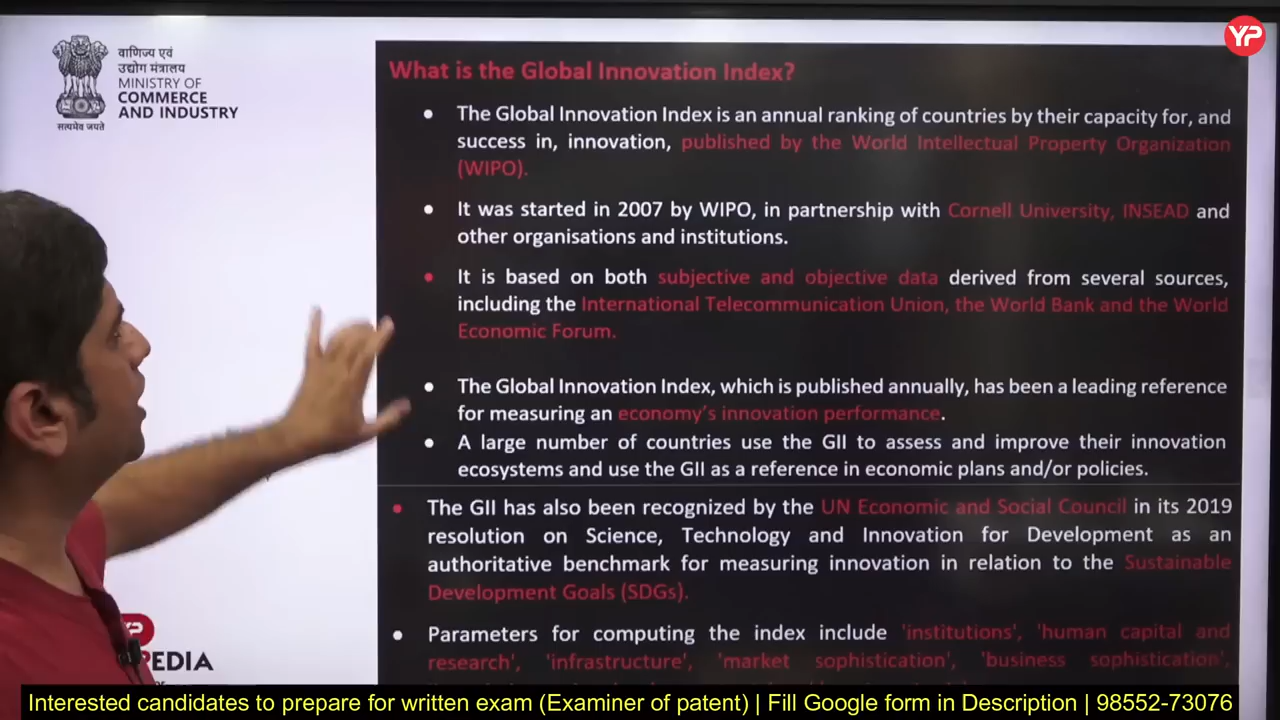 YP
वाणिज्य एवं
उद्योग मंत्रालय
MINISTRY OF
COMMERCE
AND INDUSTRY
सत्यमेव जयते
What is the Global Innovation Index?
• The Global Innovation Index is an annual ranking of countries by their capacity for, and
success in, innovation, published by the World Intellectual Property Organization
(WIPO).
• It was started in 2007 by WIPO, in partnership with Cornell University, INSEAD and
other organisations and institutions.
• It is based on both subjective and objective data derived from several sources,
including the International Telecommunication Union, the World Bank and the World
Economic Forum.
• The Global Innovation Index, which is published annually, has been a leading reference
for measuring an economy's innovation performance.
• A large number of countries use the GII to assess and improve their innovation
ecosystems and use the GII as a reference in economic plans and/or policies.
• The GII has also been recognized by the UN Economic and Social Council in its 2019
resolution on Science, Technology and Innovation for Development as an
authoritative benchmark for measuring innovation in relation to the Sustainable
Development Goals (SDGs).
• Parameters for computing the index include 'institutions', 'human capital and
research', 'infrastructure', 'market sophistication', 'business sophistication',
EDIA
Interested candidates to prepare for written exam (Examiner of patent) | Fill Google form in Description | 98552-73076